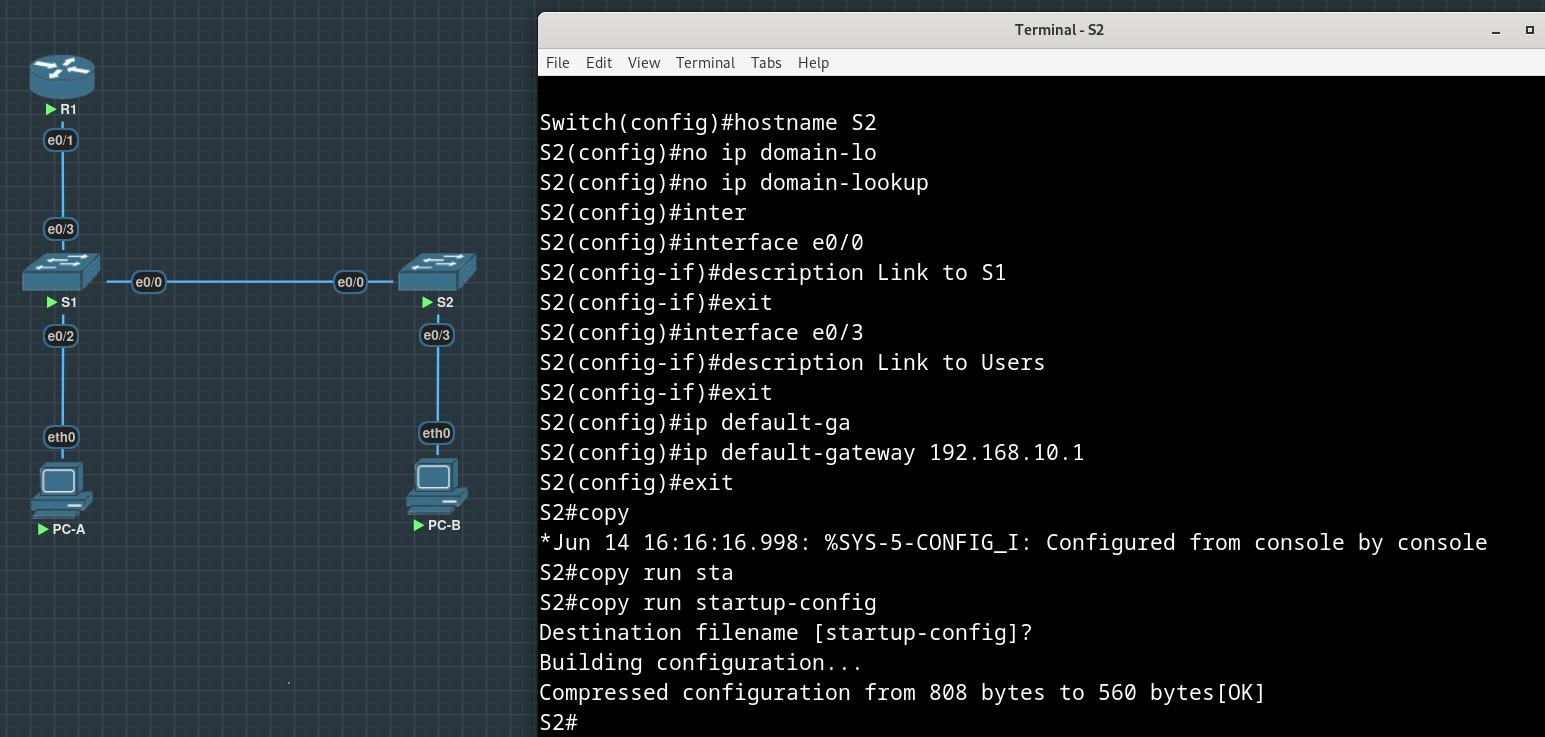 R1
e0/1
e0/3
e0/0
e0/0
S1
S2
e0/2
e0/3
eth0
eth0
PC-A
PC-B
Terminal - S2
File Edit View Terminal Tabs Help
Switch(config)#hostname S2
S2(config)#no ip domain-lo
S2(config)#no ip domain-lookup
S2(config)#inter
S2(config)#interface e0/0
S2(config-if)#description Link to S1
S2(config-if)#exit
S2(config)#interface e0/3
S2(config-if)#description Link to Users
S2(config-if)#exit
S2(config)#ip default-ga
S2(config)#ip default-gateway 192.168.10.1
S2(config)#exit
S2#copy
*Jun 14 16:16:16.998: %SYS-5-CONFIG_I: Configured from console by console
S2#copy run sta
S2#copy run startup-config
Destination filename [startup-config]?
Building configuration...
Compressed configuration from 808 bytes to 560 bytes[OK]
S2#